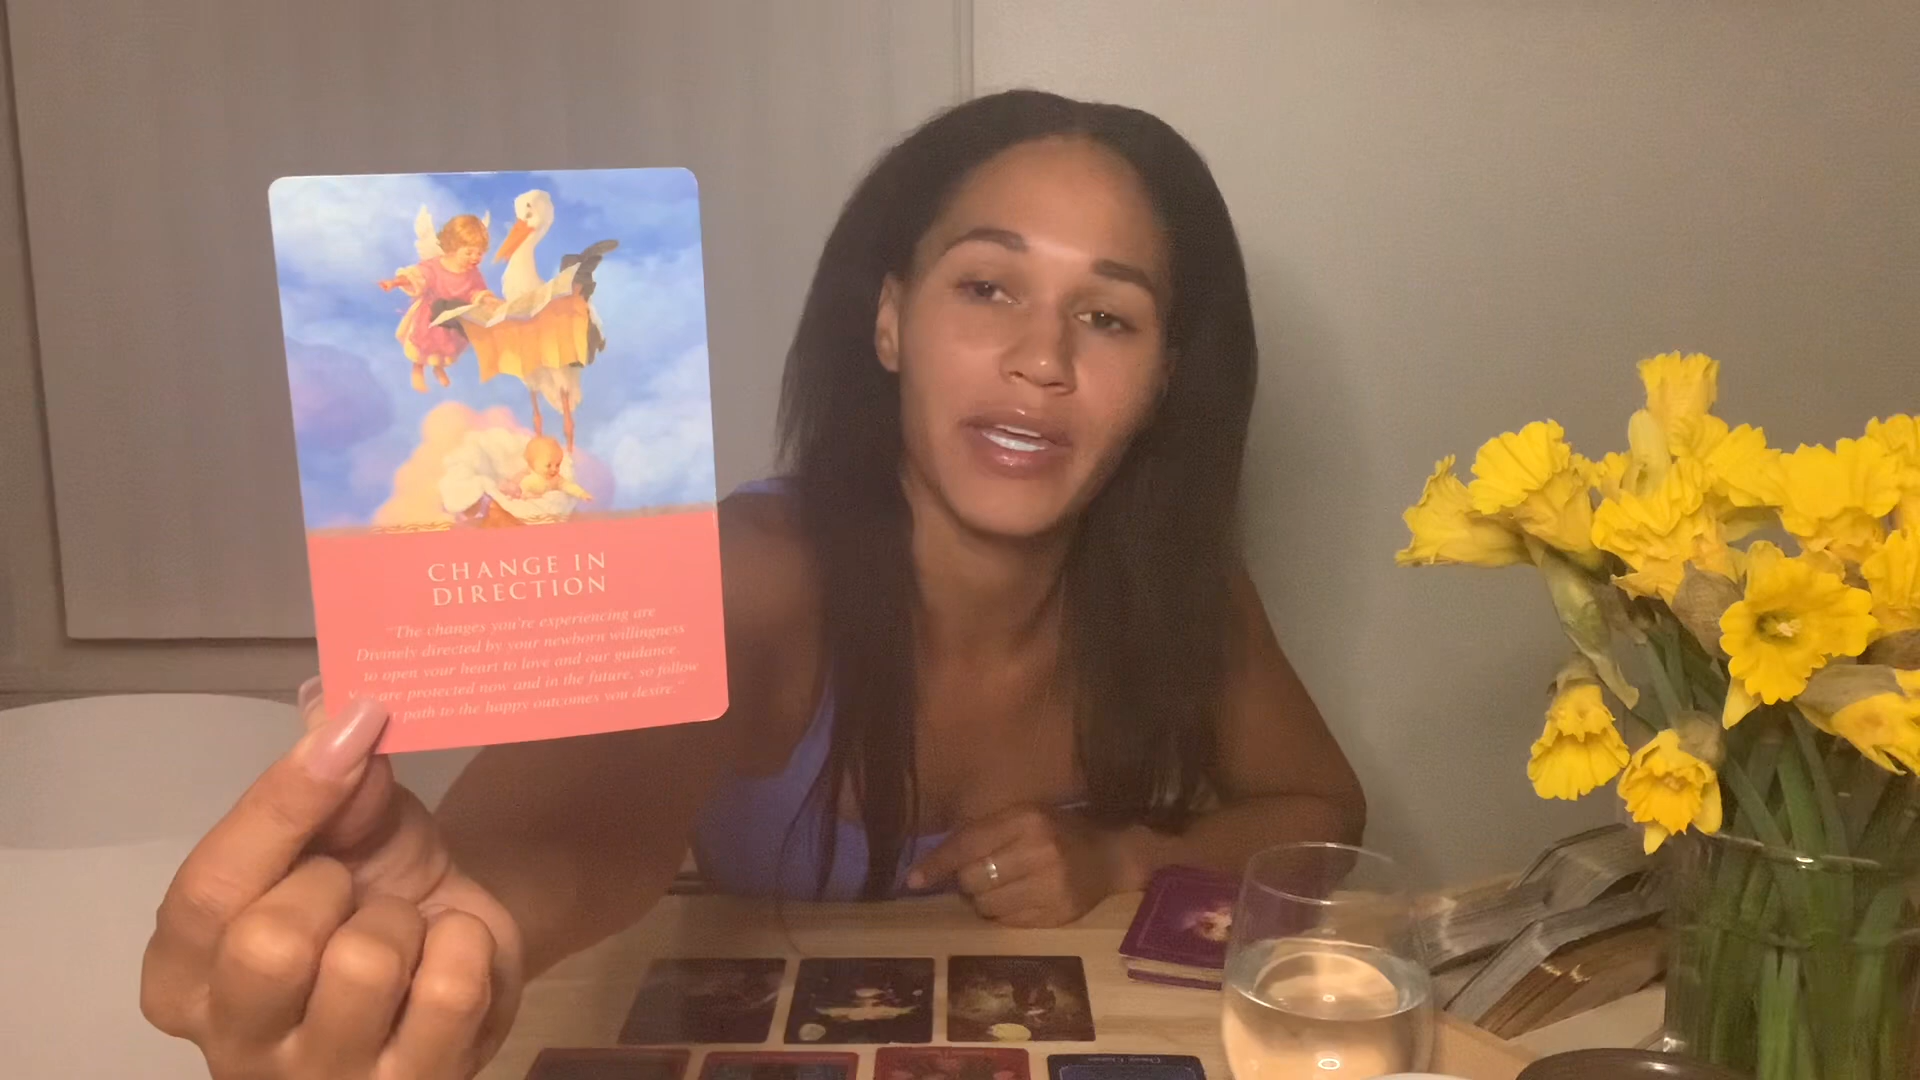 CHANGE IN
DIRECTION
"The changes you're experiencing are
Divinely directed by your newborn willingness
to open your heart to love and our guidance.
You are protected now and in the future, so follow
path to the happy outcomes you desire."